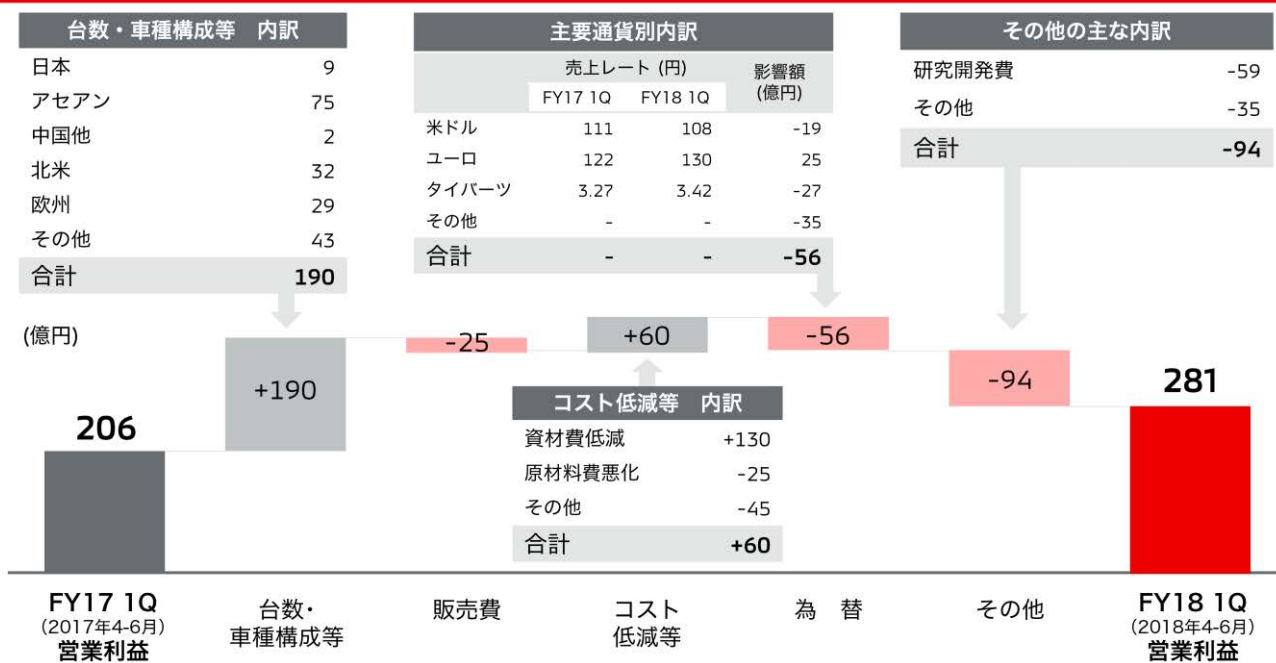 台数・車種構成等 内訳
日本 9
アセアン 75
中国他 2
北米 32
欧州 29
その他 43
合計 190
主要通貨別内訳
売上レート (円) 影響額
FY17 1Q FY18 1Q (億円)
米ドル 111 108 -19
ユーロ 122 130 25
タイバーツ 3.27 3.42 -27
その他 - - -35
合計 - - -56
その他の主な内訳
研究開発費 -59
その他 -35
合計 -94
(億円)
206
+190
-25
+60
-56
-94
281
コスト低減等 内訳
資材費低減 +130
原材料費悪化 -25
その他 -45
合計 +60
FY17 1Q
(2017年4-6月)
営業利益
台数・
車種構成等
販売費
コスト
低減等
為 替
その他
FY18 1Q
(2018年4-6月)
営業利益